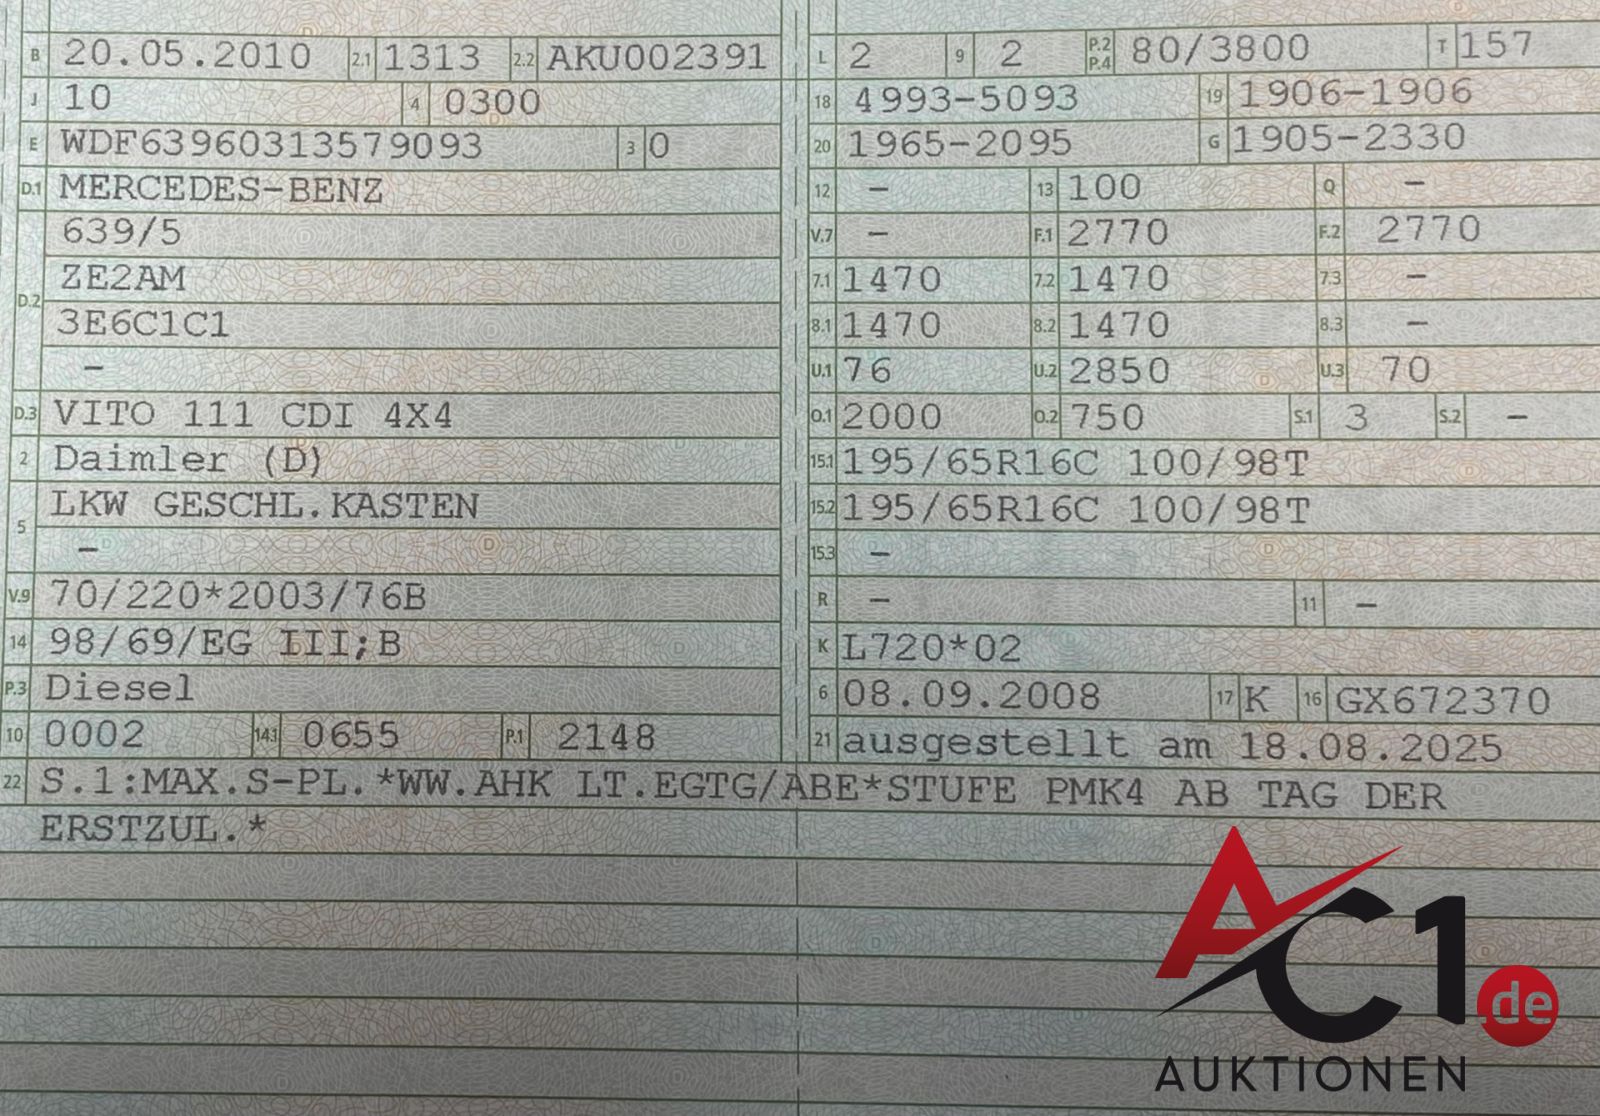 B 20.05.2010 2.1 1313 2.2 AKU002391
J 10 4 0300
E WDF63960313579093 3 0
D.1 MERCEDES-BENZ
D.2 639/5
ZE2AM
3E6C1C1
–
D.3 VITO 111 CDI 4X4
2 Daimler (D)
5 LKW GESCHL.KASTEN
–
V.9 70/220*2003/76B
14 98/69/EG III;B
P.3 Diesel
10 0002 14.1 0655 P.1 2148
L 2 9 2 P.2 P.4 80/3800 T 157
18 4993-5093 19 1906-1906
20 1965-2095 G 1905-2330
12 – 13 100 Q –
V.7 – F.1 2770 F.2 2770
7.1 1470 7.2 1470 7.3 –
8.1 1470 8.2 1470 8.3 –
U.1 76 U.2 2850 U.3 70
O.1 2000 O.2 750 S.1 3 S.2 –
15.1 195/65R16C 100/98T
15.2 195/65R16C 100/98T
15.3 –
R – 11 –
K L720*02
6 08.09.2008 17 K 16 GX672370
21 ausgestellt am 18.08.2025
22 S.1:MAX.S-PL.*WW.AHK LT.EGTG/ABE*STUFE PMK4 AB TAG DER
ERSTZUL.*
AC1.de
AUKTIONEN